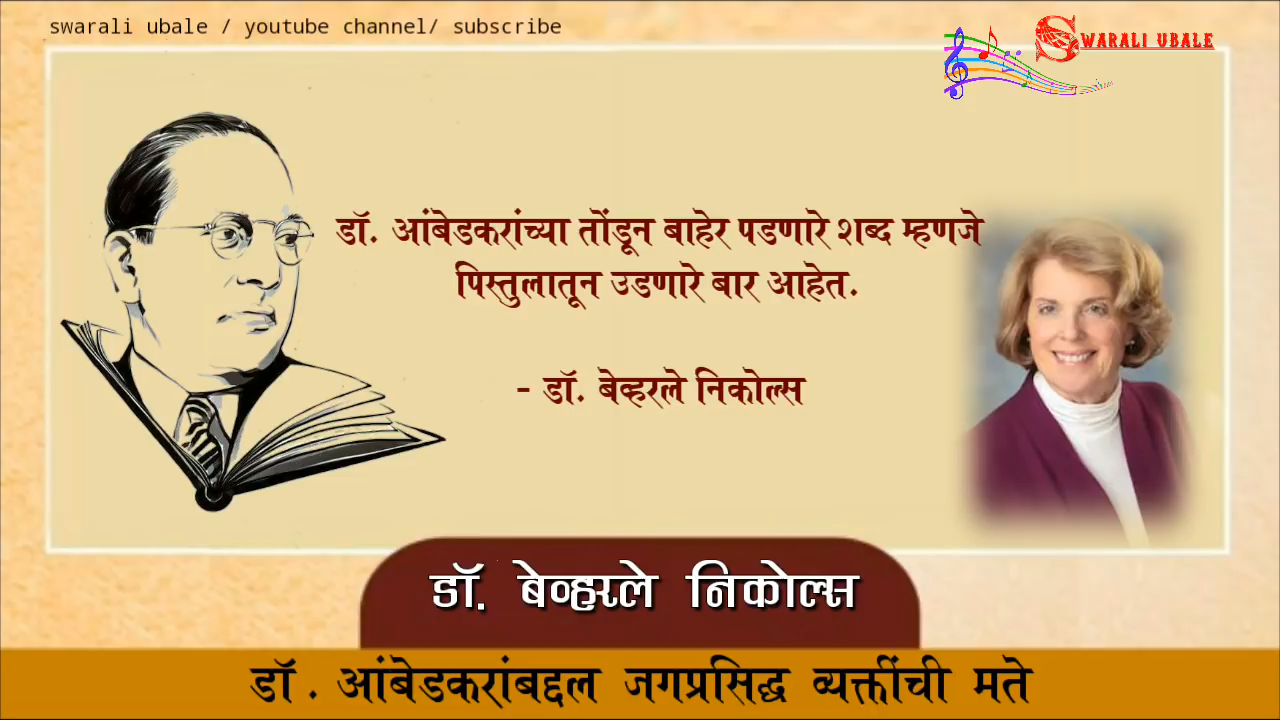 swarali ubale / youtube channel/ subscribe
SWARALI UBALE
डॉ. आंबेडकरांच्या तोंडून बाहेर पडणारे शब्द म्हणजे
पिस्तुलातून उडणारे बार आहेत.
- डॉ. बेव्हरले निकोल्स
डॉ. बेव्हरले निकोल्स
डॉ. आंबेडकरांबद्दल जगप्रसिद्ध व्यक्तींची मते